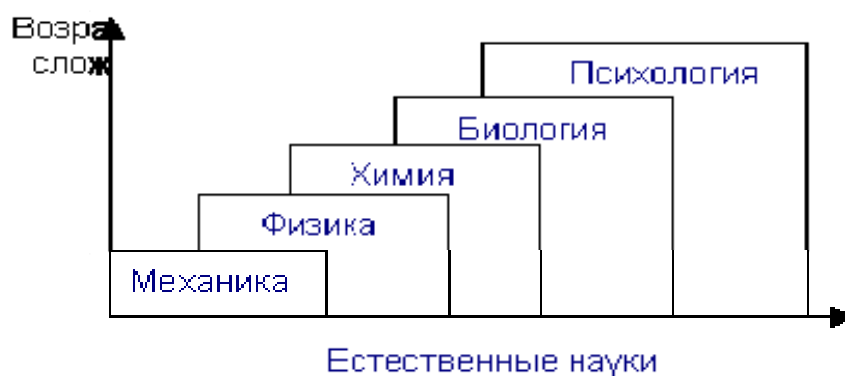 Возра
слож
Психология
Биология
Химия
Физика
Механика
Естественные науки